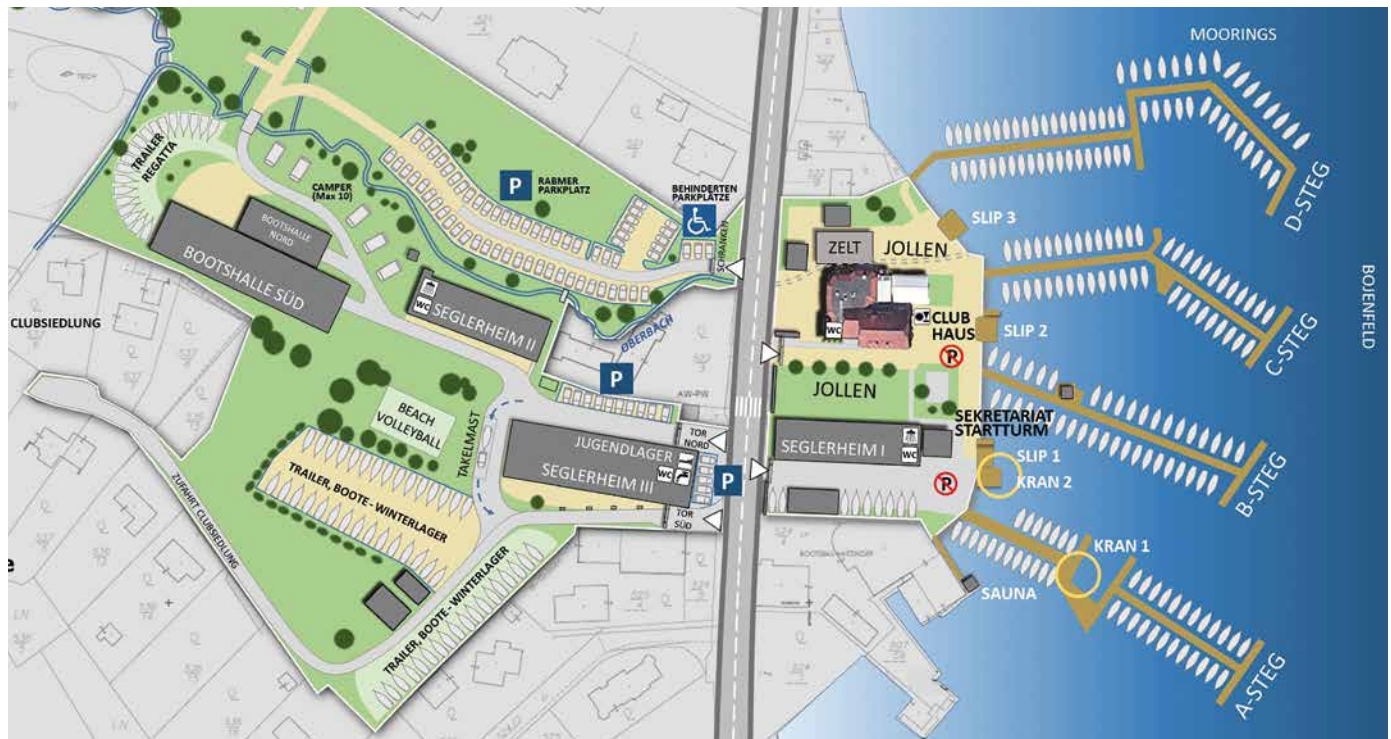 MOORINGS
D-STEG
BOJENFELD
TRAILER
REGATTA
CAMPER
(Max 10)
P
RABMER
PARKPLATZ
BEHINDERTEN
PARKPLÄTZE
SCHRANKEN
BOOTSHALLE
NORD
BOOTSHALLE SÜD
WC
SEGLERHEIM II
OBERBACH
CLUBSIEDLUNG
ZELT
JOLLEN
SLIP 3
CLUB
HAUS
WC
P
SLIP 2
C-STEG
JOLLEN
P
AW-PW
BEACH
VOLLEYBALL
TAKELMAST
JUGENDLAGER
WC
SEGLERHEIM III
TOR
NORD
P
TOR
SÜD
SEGLERHEIM I
WC
SEKRETARIAT
STARTTURM
SLIP 1
KRAN 2
P
B-STEG
TRAILER, BOOTE - WINTERLAGER
TRAILER, BOOTE - WINTERLAGER
ZUFAHRT CLUBSIEDLUNG
KRAN 1
SAUNA
A-STEG
e